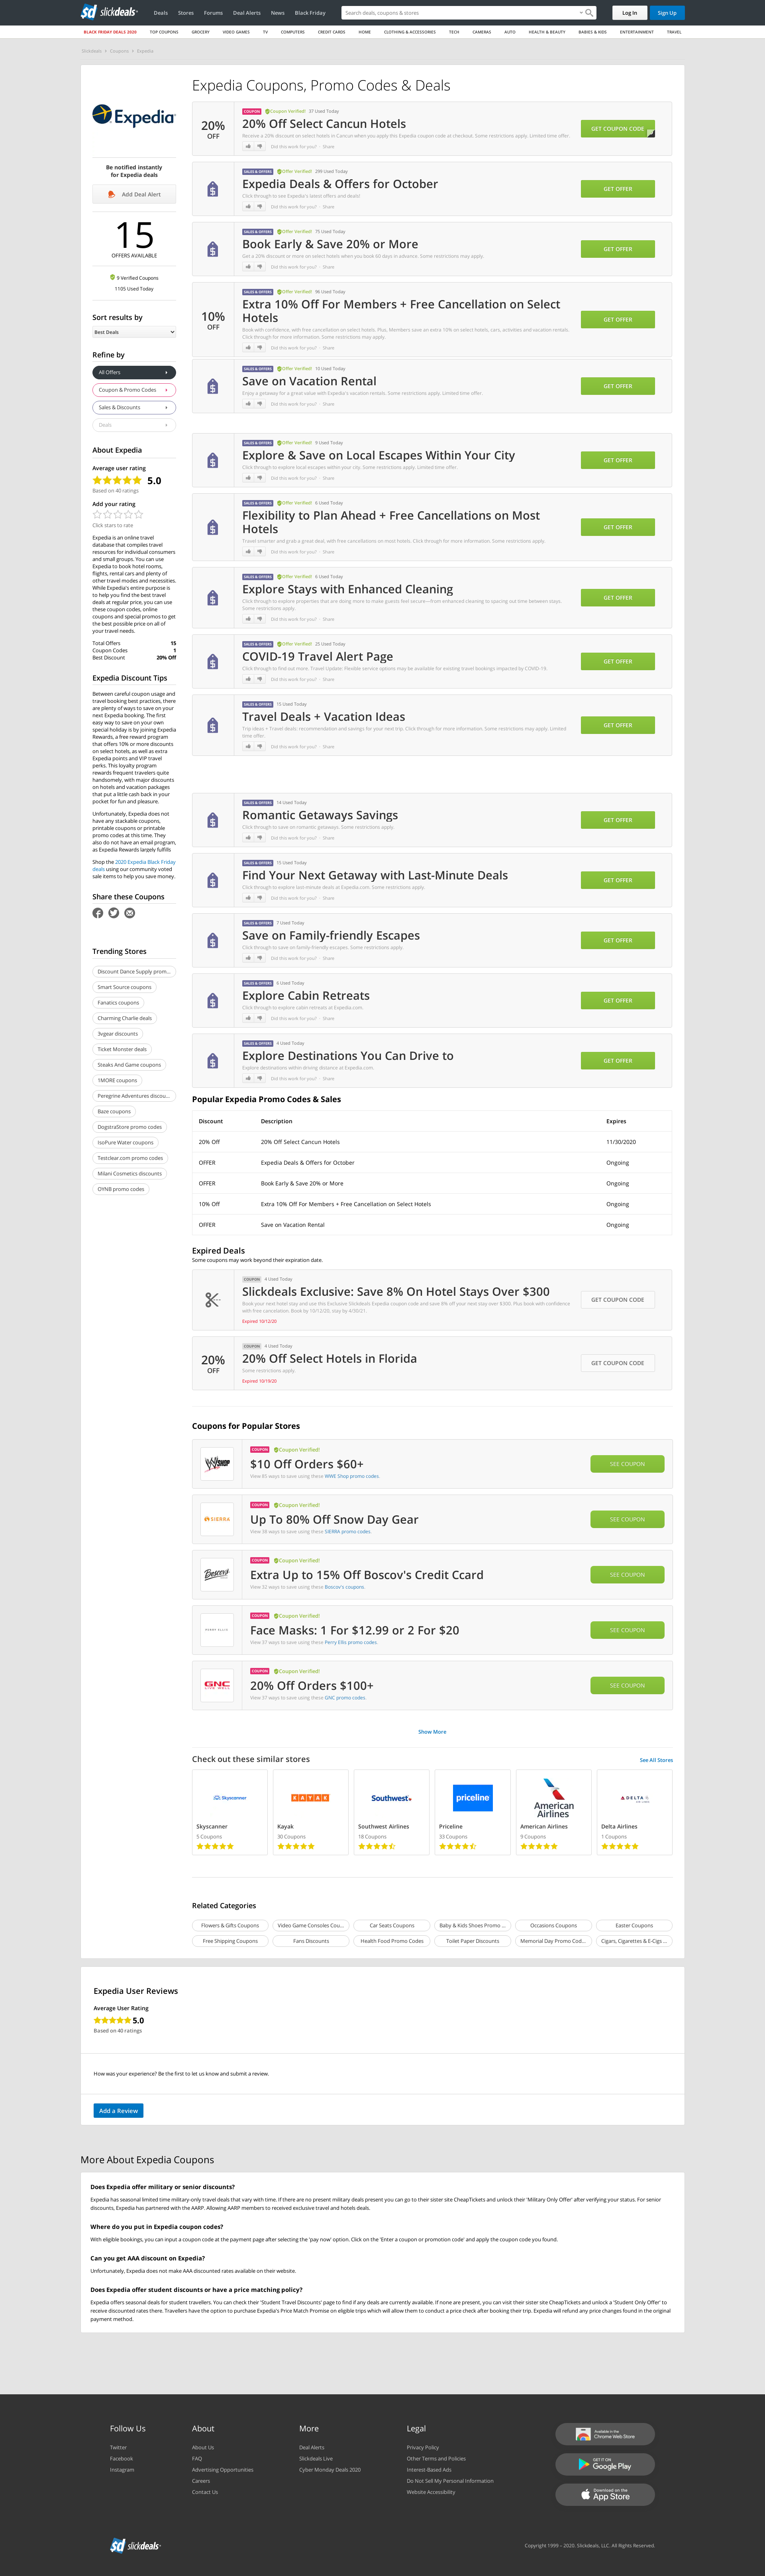 slickdeals
Deals Stores Forums Deal Alerts News Black Friday
Search deals, coupons & stores
Log In Sign Up
BLACK FRIDAY DEALS 2020 TOP COUPONS GROCERY VIDEO GAMES TV COMPUTERS CREDIT CARDS HOME CLOTHING & ACCESSORIES TECH CAMERAS AUTO HEALTH & BEAUTY BABIES & KIDS ENTERTAINMENT TRAVEL
Slickdeals > Coupons > Expedia
Expedia
Be notified instantly
for Expedia deals
Add Deal Alert
15
OFFERS AVAILABLE
9 Verified Coupons
1105 Used Today
Sort results by
Best Deals
Refine by
All Offers
Coupon & Promo Codes
Sales & Discounts
Deals
About Expedia
Average user rating
5.0
Based on 40 ratings
Add your rating
Click stars to rate
Expedia is an online travel
database that compiles travel
resources for individual consumers
and small groups. You can use
Expedia to book hotel rooms,
flights, rental cars and plenty of
other travel modes and necessities.
While Expedia's entire purpose is
to help you find the best travel
deals at regular price, you can use
these coupon codes, online
coupons and special promos to get
the best possible price on all of
your travel needs.
Total Offers 15
Coupon Codes 1
Best Discount 20% Off
Expedia Discount Tips
Between careful coupon usage and
travel booking best practices, there
are plenty of ways to save on your
next Expedia booking. The first
easy way to save on your own
special holiday is by joining Expedia
Rewards, a free reward program
that offers 10% or more discounts
on select hotels, as well as extra
Expedia points and VIP travel
perks. This loyalty program
rewards frequent travelers quite
handsomely, with major discounts
on hotels and vacation packages
that put a little cash back in your
pocket for fun and pleasure.
Unfortunately, Expedia does not
have any stackable coupons,
printable coupons or printable
promo codes at this time. They
also do not have an email program,
as Expedia Rewards largely fulfills
Shop the 2020 Expedia Black Friday
deals using our community voted
sale items to help you save money.
Share these Coupons
Trending Stores
Discount Dance Supply prom...
Smart Source coupons
Fanatics coupons
Charming Charlie deals
3vgear discounts
Ticket Monster deals
Steaks And Game coupons
1MORE coupons
Peregrine Adventures discou...
Baze coupons
DogstraStore promo codes
IsoPure Water coupons
Testclear.com promo codes
Milani Cosmetics discounts
OYNB promo codes
Expedia Coupons, Promo Codes & Deals
20%
OFF
COUPON Coupon Verified! 37 Used Today
20% Off Select Cancun Hotels
Receive a 20% discount on select hotels in Cancun when you apply this Expedia coupon code at checkout. Some restrictions apply. Limited time offer.
Did this work for you? · Share
GET COUPON CODE
SALES & OFFERS Offer Verified! 299 Used Today
Expedia Deals & Offers for October
Click through to see Expedia's latest offers and deals!
Did this work for you? · Share
GET OFFER
SALES & OFFERS Offer Verified! 75 Used Today
Book Early & Save 20% or More
Get a 20% discount or more on select hotels when you book 60 days in advance. Some restrictions may apply.
Did this work for you? · Share
GET OFFER
10%
OFF
SALES & OFFERS Offer Verified! 96 Used Today
Extra 10% Off For Members + Free Cancellation on Select
Hotels
Book with confidence, with free cancellation on select hotels. Plus, Members save an extra 10% on select hotels, cars, activities and vacation rentals.
Click through for more information. Some restrictions may apply.
Did this work for you? · Share
GET OFFER
SALES & OFFERS Offer Verified! 10 Used Today
Save on Vacation Rental
Enjoy a getaway for a great value with Expedia's vacation rentals. Some restrictions apply. Limited time offer.
Did this work for you? · Share
GET OFFER
SALES & OFFERS Offer Verified! 9 Used Today
Explore & Save on Local Escapes Within Your City
Click through to explore local escapes within your city. Some restrictions apply. Limited time offer.
Did this work for you? · Share
GET OFFER
SALES & OFFERS Offer Verified! 6 Used Today
Flexibility to Plan Ahead + Free Cancellations on Most
Hotels
Travel smarter and grab a great deal, with free cancellations on most hotels. Click through for more information. Some restrictions apply.
Did this work for you? · Share
GET OFFER
SALES & OFFERS Offer Verified! 6 Used Today
Explore Stays with Enhanced Cleaning
Click through to explore properties that are doing more to make guests feel secure—from enhanced cleaning to spacing out time between stays.
Some restrictions apply.
Did this work for you? · Share
GET OFFER
SALES & OFFERS Offer Verified! 25 Used Today
COVID-19 Travel Alert Page
Click through to find out more. Travel Update: Flexible service options may be available for existing travel bookings impacted by COVID-19.
Did this work for you? · Share
GET OFFER
SALES & OFFERS 15 Used Today
Travel Deals + Vacation Ideas
Trip ideas + Travel deals, recommendation and savings for your next trip. Click through for more information. Some restrictions may apply. Limited
time offer.
Did this work for you? · Share
GET OFFER
SALES & OFFERS 14 Used Today
Romantic Getaways Savings
Click through to save on romantic getaways. Some restrictions apply.
Did this work for you? · Share
GET OFFER
SALES & OFFERS 15 Used Today
Find Your Next Getaway with Last-Minute Deals
Click through to explore last-minute deals at Expedia.com. Some restrictions apply.
Did this work for you? · Share
GET OFFER
SALES & OFFERS 7 Used Today
Save on Family-friendly Escapes
Click through to save on family-friendly escapes. Some restrictions apply.
Did this work for you? · Share
GET OFFER
SALES & OFFERS 5 Used Today
Explore Cabin Retreats
Click through to explore cabin retreats at Expedia.com.
Did this work for you? · Share
GET OFFER
SALES & OFFERS 4 Used Today
Explore Destinations You Can Drive to
Explore destinations within driving distance at Expedia.com.
Did this work for you? · Share
GET OFFER
Popular Expedia Promo Codes & Sales
Discount Description Expires
20% Off 20% Off Select Cancun Hotels 11/30/2020
OFFER Expedia Deals & Offers for October Ongoing
OFFER Book Early & Save 20% or More Ongoing
10% Off Extra 10% Off For Members + Free Cancellation on Select Hotels Ongoing
OFFER Save on Vacation Rental Ongoing
Expired Deals
Some coupons may work beyond their expiration date.
COUPON 4 Used Today
Slickdeals Exclusive: Save 8% On Hotel Stays Over $300
Book your next hotel stay and use this Exclusive Slickdeals Expedia coupon code and save 8% off your next stay over $300. Plus book with confidence
with free cancelation. Book by 10/12/20, stay by 4/30/21.
Expired 10/12/20
GET COUPON CODE
20%
OFF
COUPON 4 Used Today
20% Off Select Hotels in Florida
Some restrictions apply.
Expired 10/19/20
GET COUPON CODE
Coupons for Popular Stores
SHOP
COUPON Coupon Verified!
$10 Off Orders $60+
View 85 ways to save using these WWE Shop promo codes.
SEE COUPON
SIERRA
COUPON Coupon Verified!
Up To 80% Off Snow Day Gear
View 38 ways to save using these SIERRA promo codes.
SEE COUPON
Boscov's
COUPON Coupon Verified!
Extra Up to 15% Off Boscov's Credit Ccard
View 32 ways to save using these Boscov's coupons.
SEE COUPON
PERRY ELLIS
COUPON Coupon Verified!
Face Masks: 1 For $12.99 or 2 For $20
View 37 ways to save using these Perry Ellis promo codes.
SEE COUPON
GNC
LIVE WELL
COUPON Coupon Verified!
20% Off Orders $100+
View 37 ways to save using these GNC promo codes.
SEE COUPON
Show More
Check out these similar stores
See All Stores
Skyscanner KAYAK Southwest priceline American Airlines DELTA
Skyscanner Kayak Southwest Airlines Priceline American Airlines Delta Airlines
5 Coupons 30 Coupons 18 Coupons 33 Coupons 9 Coupons 1 Coupons
Related Categories
Flowers & Gifts Coupons Video Game Consoles Cou... Car Seats Coupons Baby & Kids Shoes Promo ... Occasions Coupons Easter Coupons
Free Shipping Coupons Fans Discounts Health Food Promo Codes Toilet Paper Discounts Memorial Day Promo Cod... Cigars, Cigarettes & E-Cigs ...
Expedia User Reviews
Average User Rating
5.0
Based on 40 ratings
How was your experience? Be the first to let us know and submit a review.
Add a Review
More About Expedia Coupons
Does Expedia offer military or senior discounts?
Expedia has seasonal limited time military-only travel deals that vary with time. If there are no present military deals present you can go to their sister site CheapTickets and unlock their 'Military Only Offer' after verifying your status. For senior
discounts, Expedia has partnered with the AARP. Allowing AARP members to received exclusive travel and hotels deals.
Where do you put in Expedia coupon codes?
With eligible bookings, you can input a coupon code at the payment page after selecting the 'pay now' option. Click on the 'Enter a coupon or promotion code' and apply the coupon code you found.
Can you get AAA discount on Expedia?
Unfortunately, Expedia does not make AAA discounted rates available on their website.
Does Expedia offer student discounts or have a price matching policy?
Expedia offers seasonal deals for student travellers. You can check their 'Student Travel Discounts' page to find if any deals are currently available. If none are present, you can visit their sister site CheapTickets and unlock a 'Student Only Offer' to
receive discounted rates there. Travellers have the option to purchase Expedia's Price Match Promise on eligible trips which will allow them to conduct a price check after booking their trip. Expedia will refund any price changes found in the original
payment method.
Follow Us About More Legal
Twitter About Us Deal Alerts Privacy Policy
Facebook FAQ Slickdeals Live Other Terms and Policies
Instagram Advertising Opportunities Cyber Monday Deals 2020 Interest-Based Ads
Careers Do Not Sell My Personal Information
Contact Us Website Accessibility
Available in the
Chrome Web Store
GET IT ON
Google Play
Download on the
App Store
slickdeals
Copyright 1999 - 2020. Slickdeals, LLC. All Rights Reserved.